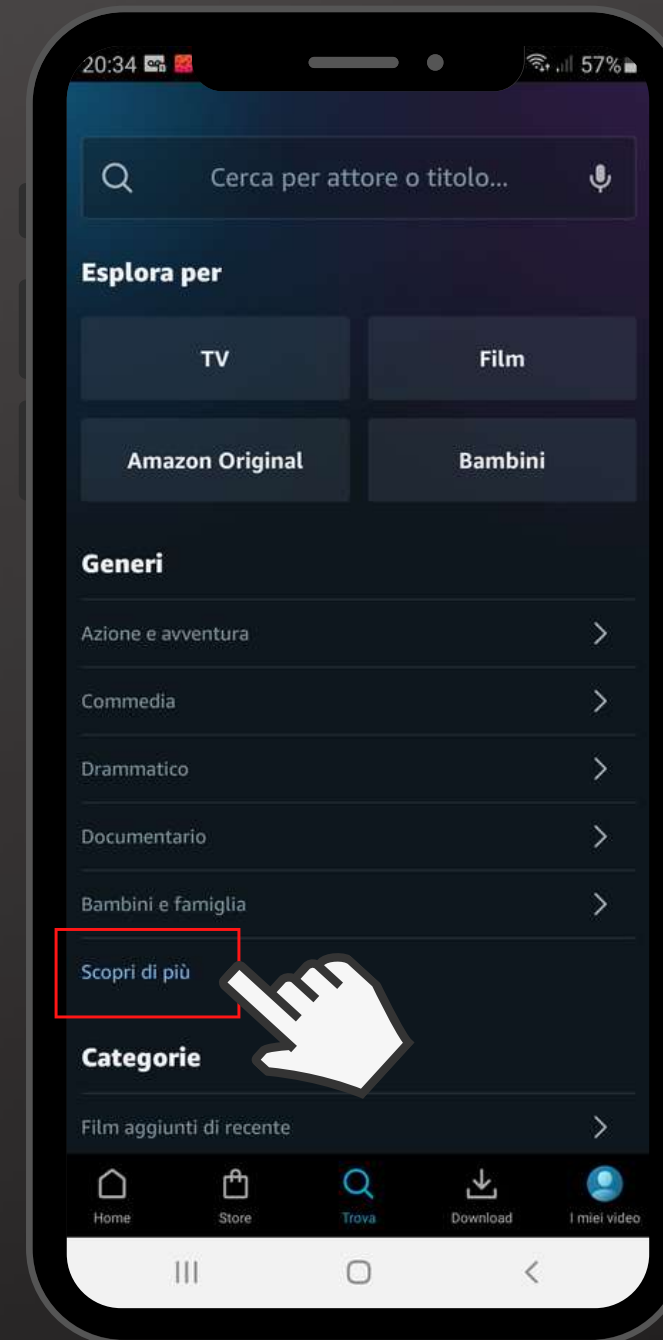 20:34 57%
Cerca per attore o titolo...
Esplora per
TV Film
Amazon Original Bambini
Generi
Azione e avventura
Commedia
Drammatico
Documentario
Bambini e famiglia
Scopri di più
Categorie
Film aggiunti di recente
Home Store Trova Download I miei video